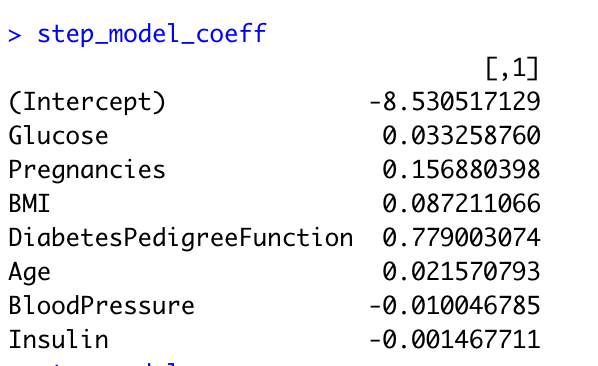 > step_model_coeff
[,1]
(Intercept) -8.530517129
Glucose 0.033258760
Pregnancies 0.156880398
BMI 0.087211066
DiabetesPedigreeFunction 0.779003074
Age 0.021570793
BloodPressure -0.010046785
Insulin -0.001467711